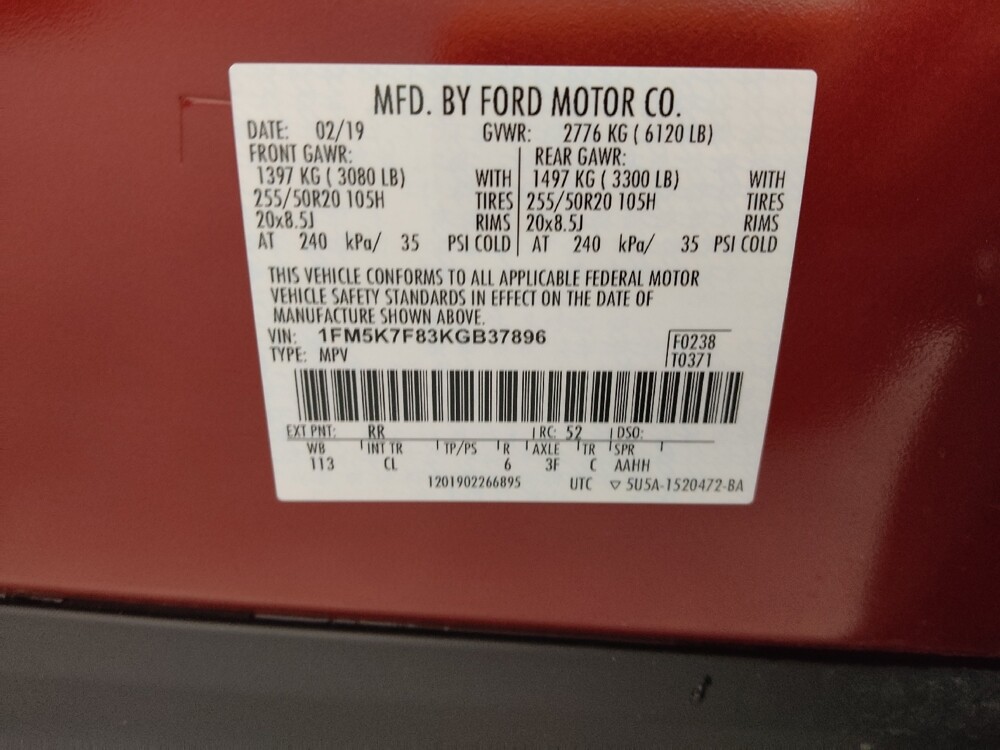 MFD. BY FORD MOTOR CO.
DATE: 02/19 GVWR: 2776 KG ( 6120 LB)
FRONT GAWR: REAR GAWR:
1397 KG ( 3080 LB) WITH 1497 KG ( 3300 LB) WITH
255/50R20 105H TIRES 255/50R20 105H TIRES
20x8.5J RIMS 20x8.5J RIMS
AT 240 kPa/ 35 PSI COLD AT 240 kPa/ 35 PSI COLD
THIS VEHICLE CONFORMS TO ALL APPLICABLE FEDERAL MOTOR
VEHICLE SAFETY STANDARDS IN EFFECT ON THE DATE OF
MANUFACTURE SHOWN ABOVE.
VIN: 1FM5K7F83KGB37896 F0238
TYPE: MPV T0371
EXT PNT: RR RC: 52 DSO:
WB INT TR TP/PS R AXLE TR SPR
113 CL 6 3F C AAHH
1201902266895 UTC ▽ 5U5A-1520472-BA